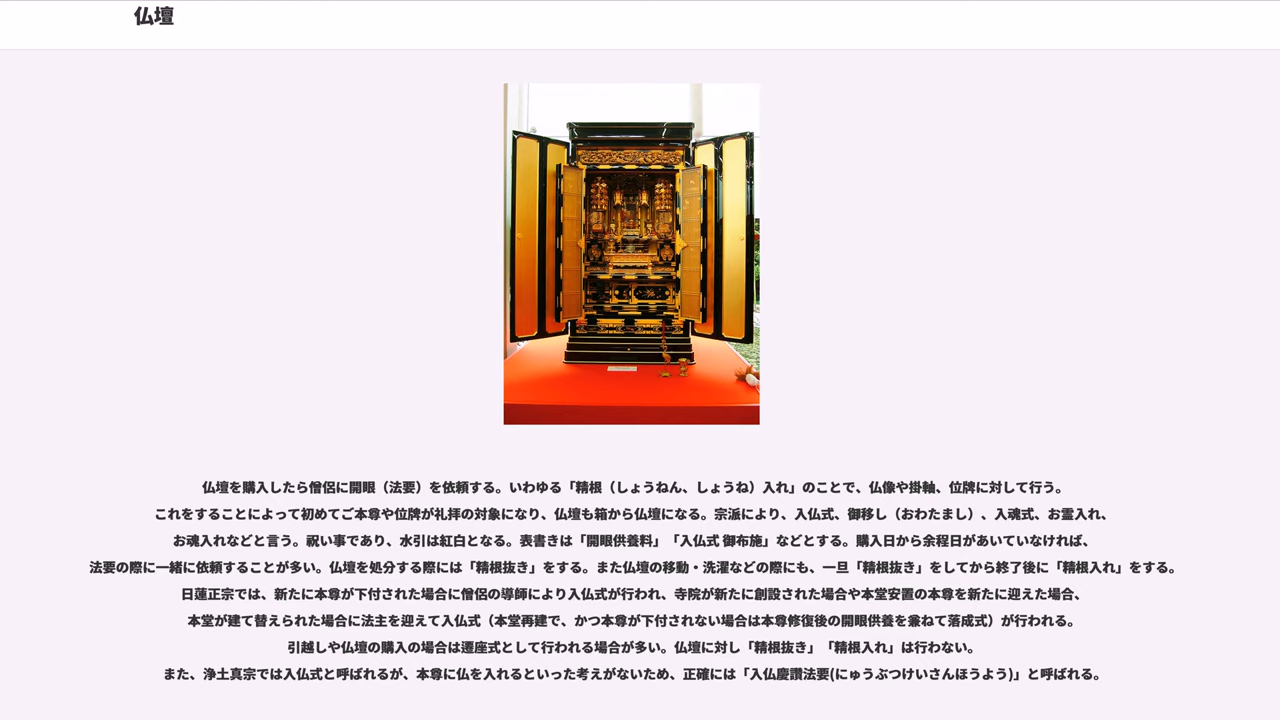 仏壇
仏壇を購入したら僧侶に開眼（法要）を依頼する。いわゆる「精根（しょうねん、しょうね）入れ」のことで、仏像や掛軸、位牌に対して行う。
これをすることによって初めてご本尊や位牌が礼拝の対象になり、仏壇も箱から仏壇になる。宗派により、入仏式、御移し（おわたまし）、入魂式、お霊入れ、
お魂入れなどと言う。祝い事であり、水引は紅白となる。表書きは「開眼供養料」「入仏式 御布施」などとする。購入日から余程日があいていなければ、
法要の際に一緒に依頼することが多い。仏壇を処分する際には「精根抜き」をする。また仏壇の移動・洗濯などの際にも、一旦「精根抜き」をしてから終了後に「精根入れ」をする。
日蓮正宗では、新たに本尊が下付された場合に僧侶の導師により入仏式が行われ、寺院が新たに創設された場合や本堂安置の本尊を新たに迎えた場合、
本堂が建て替えられた場合に法主を迎えて入仏式（本堂再建で、かつ本尊が下付されない場合は本尊修復後の開眼供養を兼ねて落成式）が行われる。
引越しや仏壇の購入の場合は遷座式として行われる場合が多い。仏壇に対し「精根抜き」「精根入れ」は行わない。
また、浄土真宗では入仏式と呼ばれるが、本尊に仏を入れるといった考えがないため、正確には「入仏慶讃法要(にゅうぶつけいさんほうよう)」と呼ばれる。